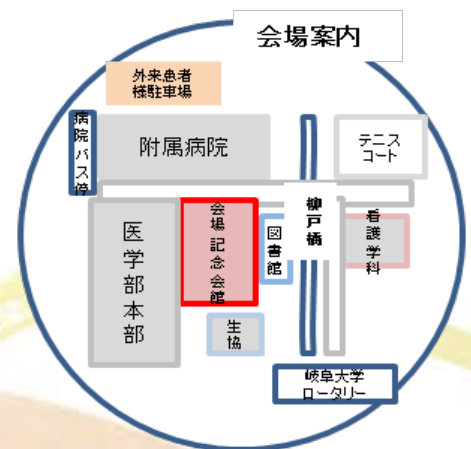 会場案内
外来患者
様駐車場
病院バス停
附属病院
テニス
コート
医学部本部
会場 記念会館
図書館
柳戸橋
看護学科
生協
岐阜大学
ロータリー